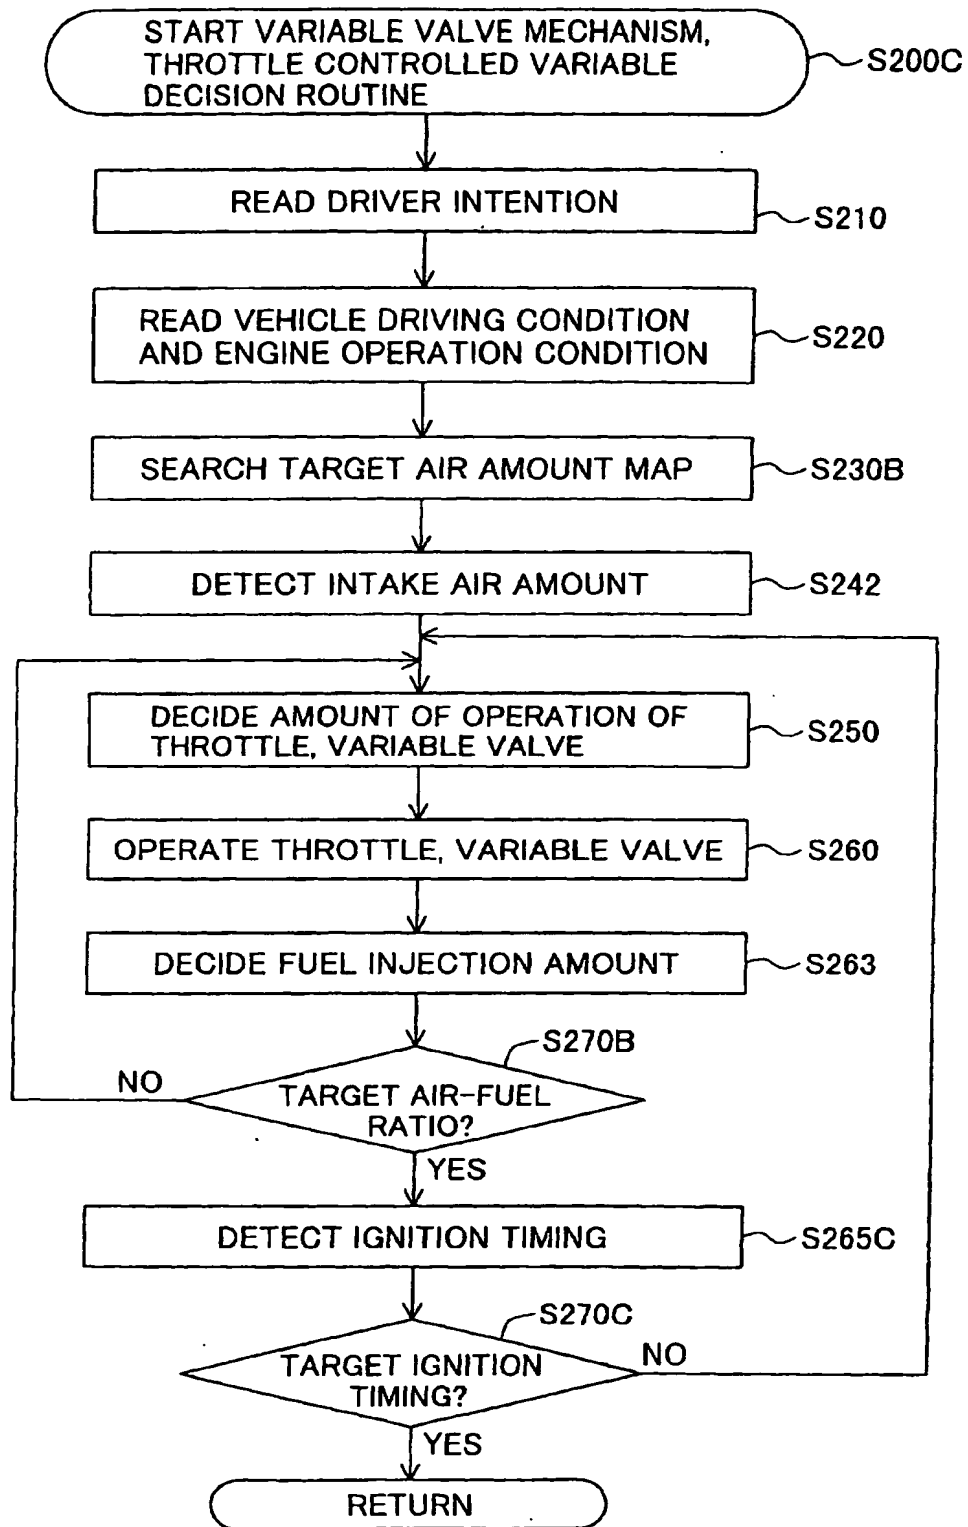 START VARIABLE VALVE MECHANISM,
THROTTLE CONTROLLED VARIABLE
DECISION ROUTINE
S200C
READ DRIVER INTENTION
S210
READ VEHICLE DRIVING CONDITION
AND ENGINE OPERATION CONDITION
S220
SEARCH TARGET AIR AMOUNT MAP
S230B
DETECT INTAKE AIR AMOUNT
S242
DECIDE AMOUNT OF OPERATION OF
THROTTLE, VARIABLE VALVE
S250
OPERATE THROTTLE, VARIABLE VALVE
S260
DECIDE FUEL INJECTION AMOUNT
S263
S270B
NO
TARGET AIR-FUEL
RATIO?
YES
DETECT IGNITION TIMING
S265C
S270C
TARGET IGNITION
TIMING?
NO
YES
RETURN